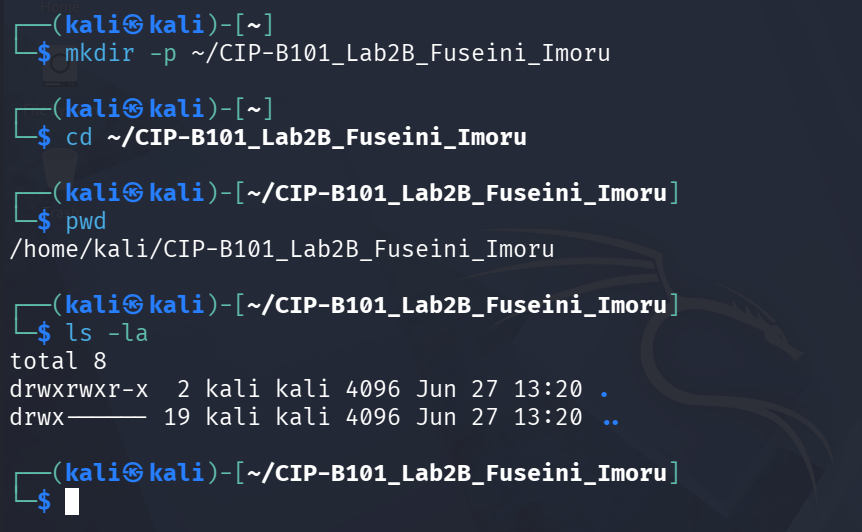 ┌──(kali㉿kali)-[~]
└─$ mkdir -p ~/CIP-B101_Lab2B_Fuseini_Imoru
┌──(kali㉿kali)-[~]
└─$ cd ~/CIP-B101_Lab2B_Fuseini_Imoru
┌──(kali㉿kali)-[~/CIP-B101_Lab2B_Fuseini_Imoru]
└─$ pwd
/home/kali/CIP-B101_Lab2B_Fuseini_Imoru
┌──(kali㉿kali)-[~/CIP-B101_Lab2B_Fuseini_Imoru]
└─$ ls -la
total 8
drwxrwxr-x  2 kali kali 4096 Jun 27 13:20 .
drwx------ 19 kali kali 4096 Jun 27 13:20 ..
┌──(kali㉿kali)-[~/CIP-B101_Lab2B_Fuseini_Imoru]
└─$